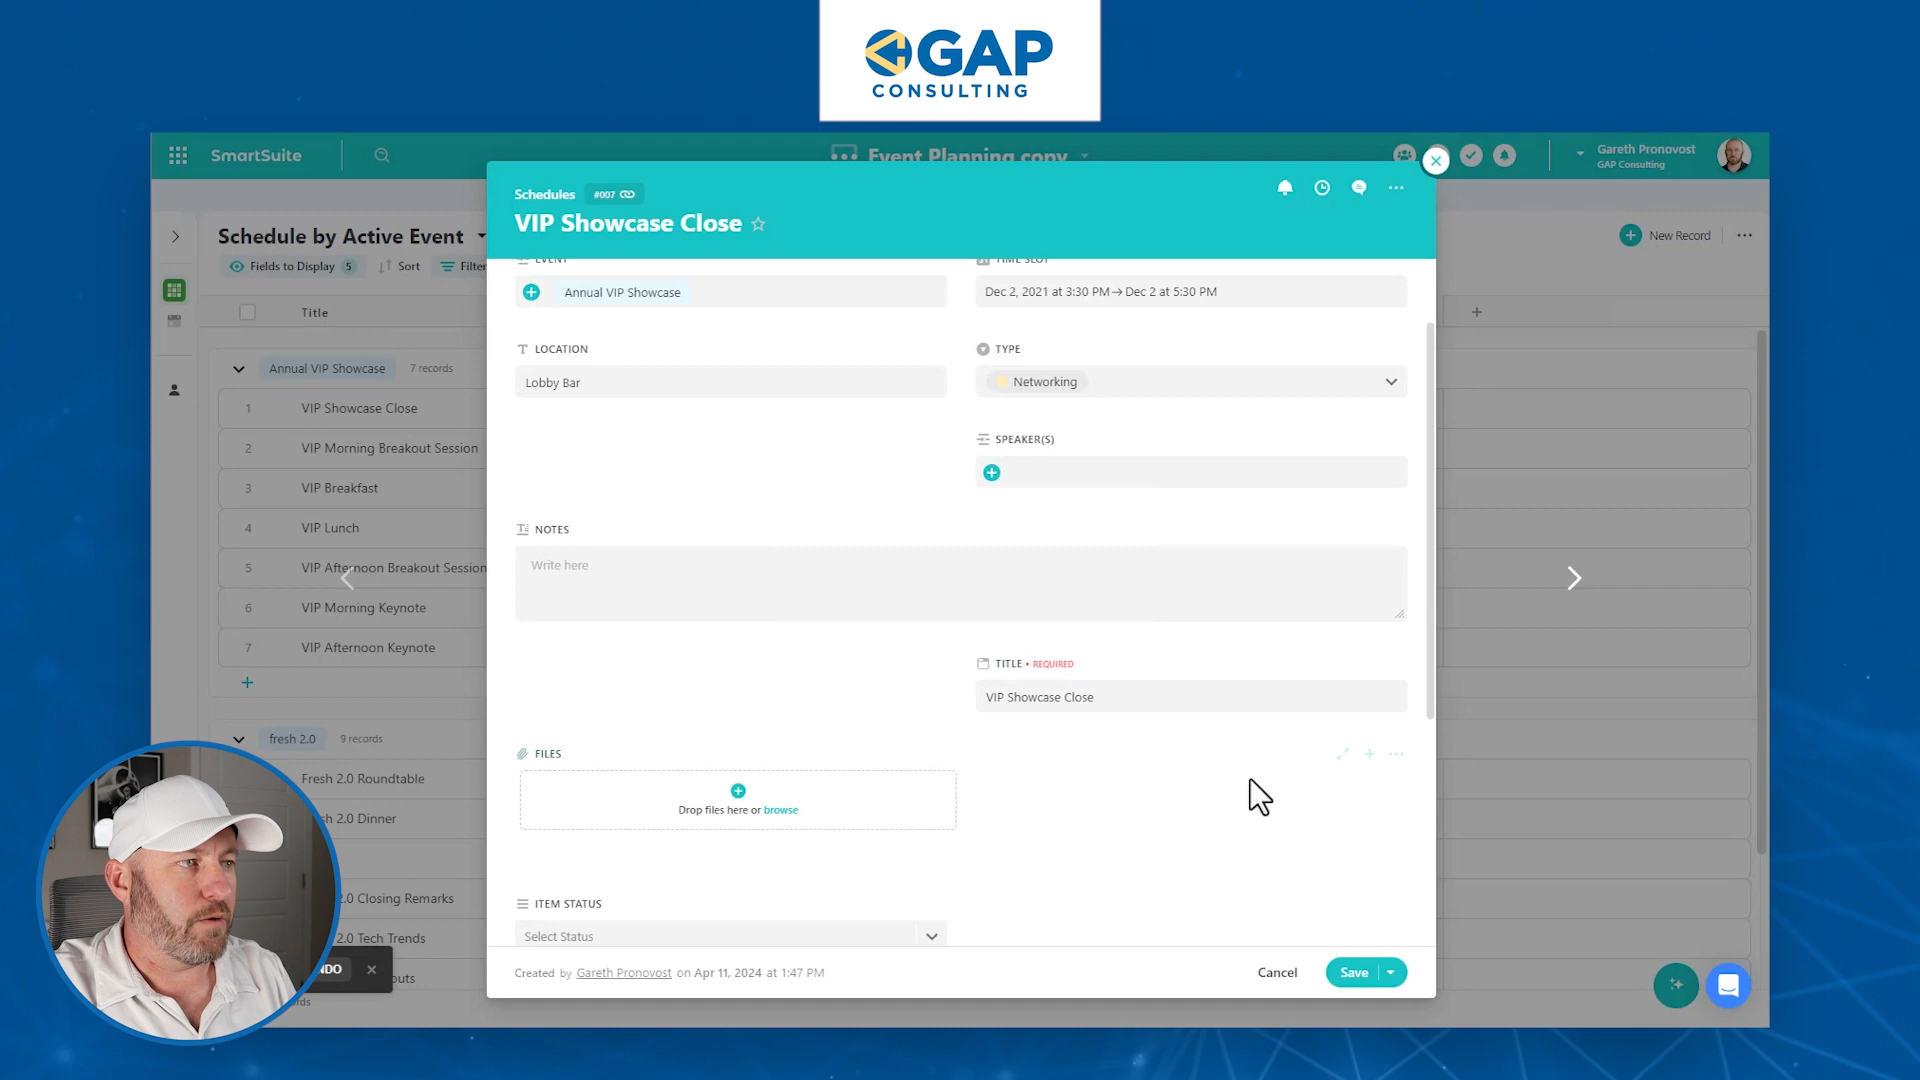 GAP
CONSULTING
SmartSuite
Event Planning copy
Gareth Pronovost
GAP Consulting
Schedule by Active Event
New Record
Fields to Display 5
Sort
Filter
Title
Annual VIP Showcase 7 records
1 VIP Showcase Close
2 VIP Morning Breakout Session
3 VIP Breakfast
4 VIP Lunch
5 VIP Afternoon Breakout Session
6 VIP Morning Keynote
7 VIP Afternoon Keynote
fresh 2.0 9 records
Fresh 2.0 Roundtable
2.0 Dinner
2.0 Closing Remarks
2.0 Tech Trends
Schedules #007
VIP Showcase Close
EVENT
TIME SLOT
Annual VIP Showcase
Dec 2, 2021 at 3:30 PM→Dec 2 at 5:30 PM
LOCATION
TYPE
Lobby Bar
Networking
SPEAKER(S)
NOTES
Write here
TITLE • REQUIRED
VIP Showcase Close
FILES
Drop files here or browse
ITEM STATUS
Select Status
Created by Gareth Pronovost on Apr 11, 2024 at 1:47 PM
Cancel
Save